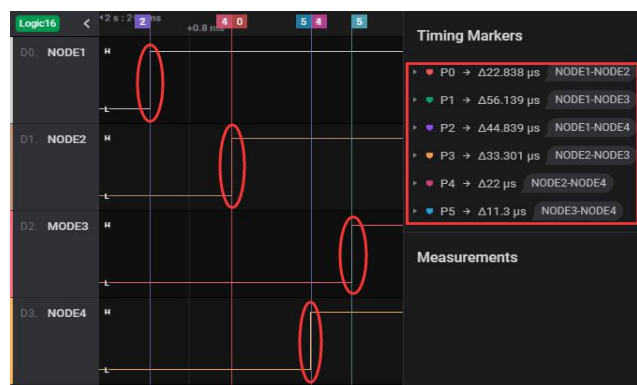 Logic16
<
2
4 0
5 4
5
+0.8 ms
Timing Markers
D0. NODE1 H
L
P0 → Δ22.838 µs NODE1-NODE2
P1 → Δ56.139 µs NODE1-NODE3
P2 → Δ44.839 µs NODE1-NODE4
P3 → Δ33.301 µs NODE2-NODE3
P4 → Δ22 µs NODE2-NODE4
P5 → Δ11.3 µs NODE3-NODE4
D1. NODE2 H
L
D2. MODE3 H
L
Measurements
D3. NODE4 H
L